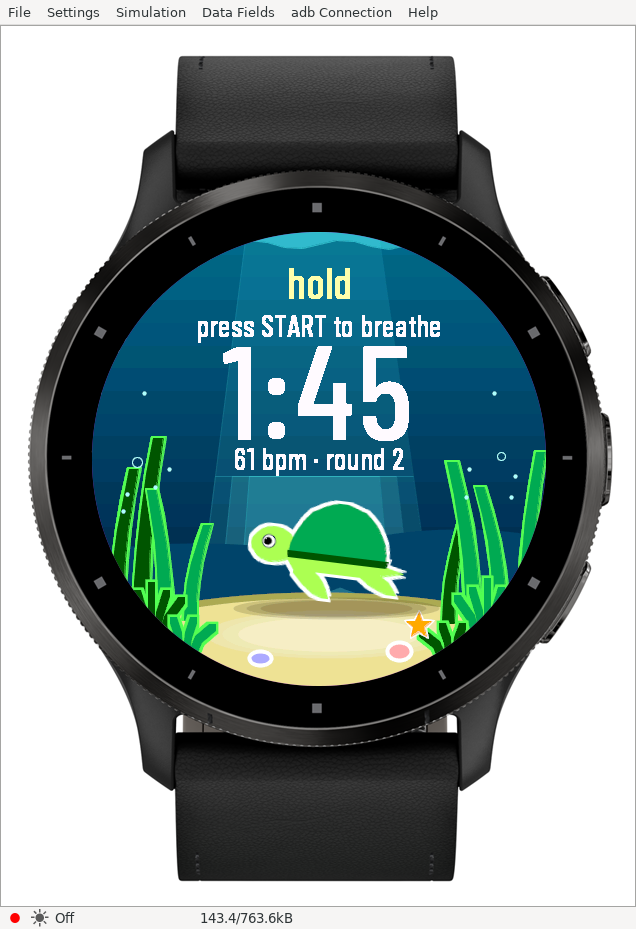 File Settings Simulation Data Fields adb Connection Help
hold
press START to breathe
1:45
61 bpm · round 2
Off 143.4/763.6kB